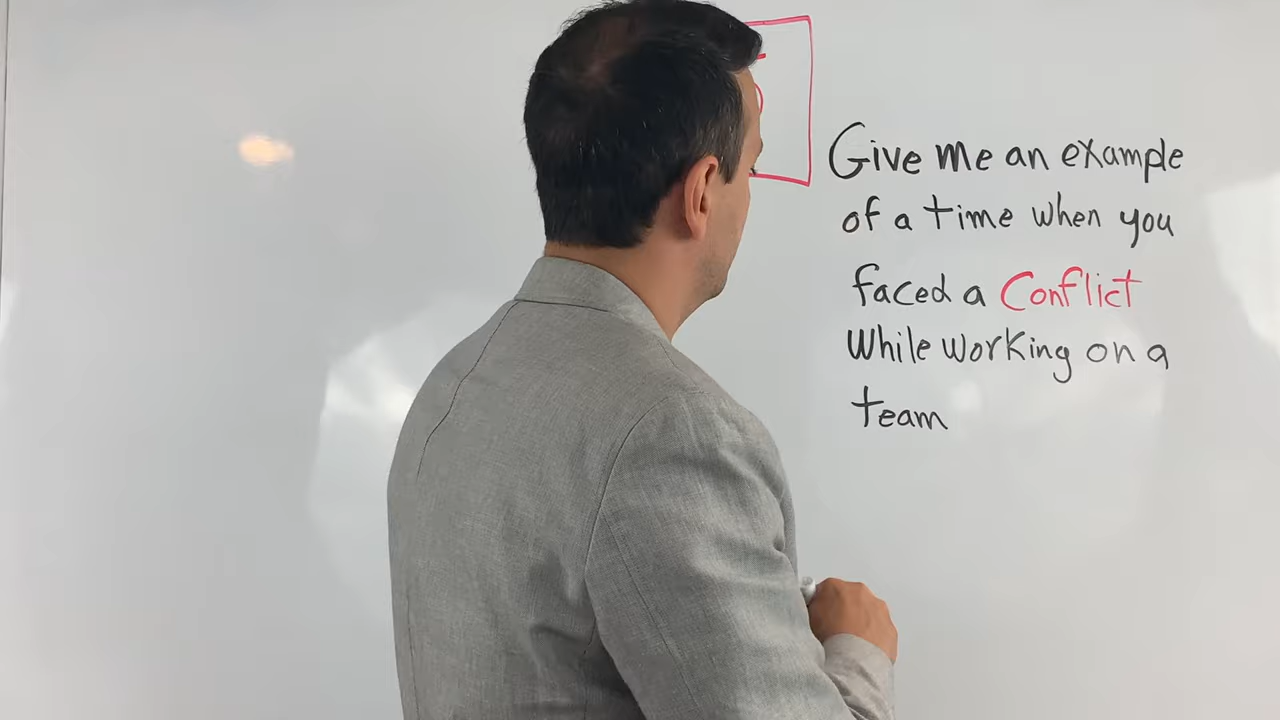 Give me an example
of a time when you
faced a Conflict
While working on a
team